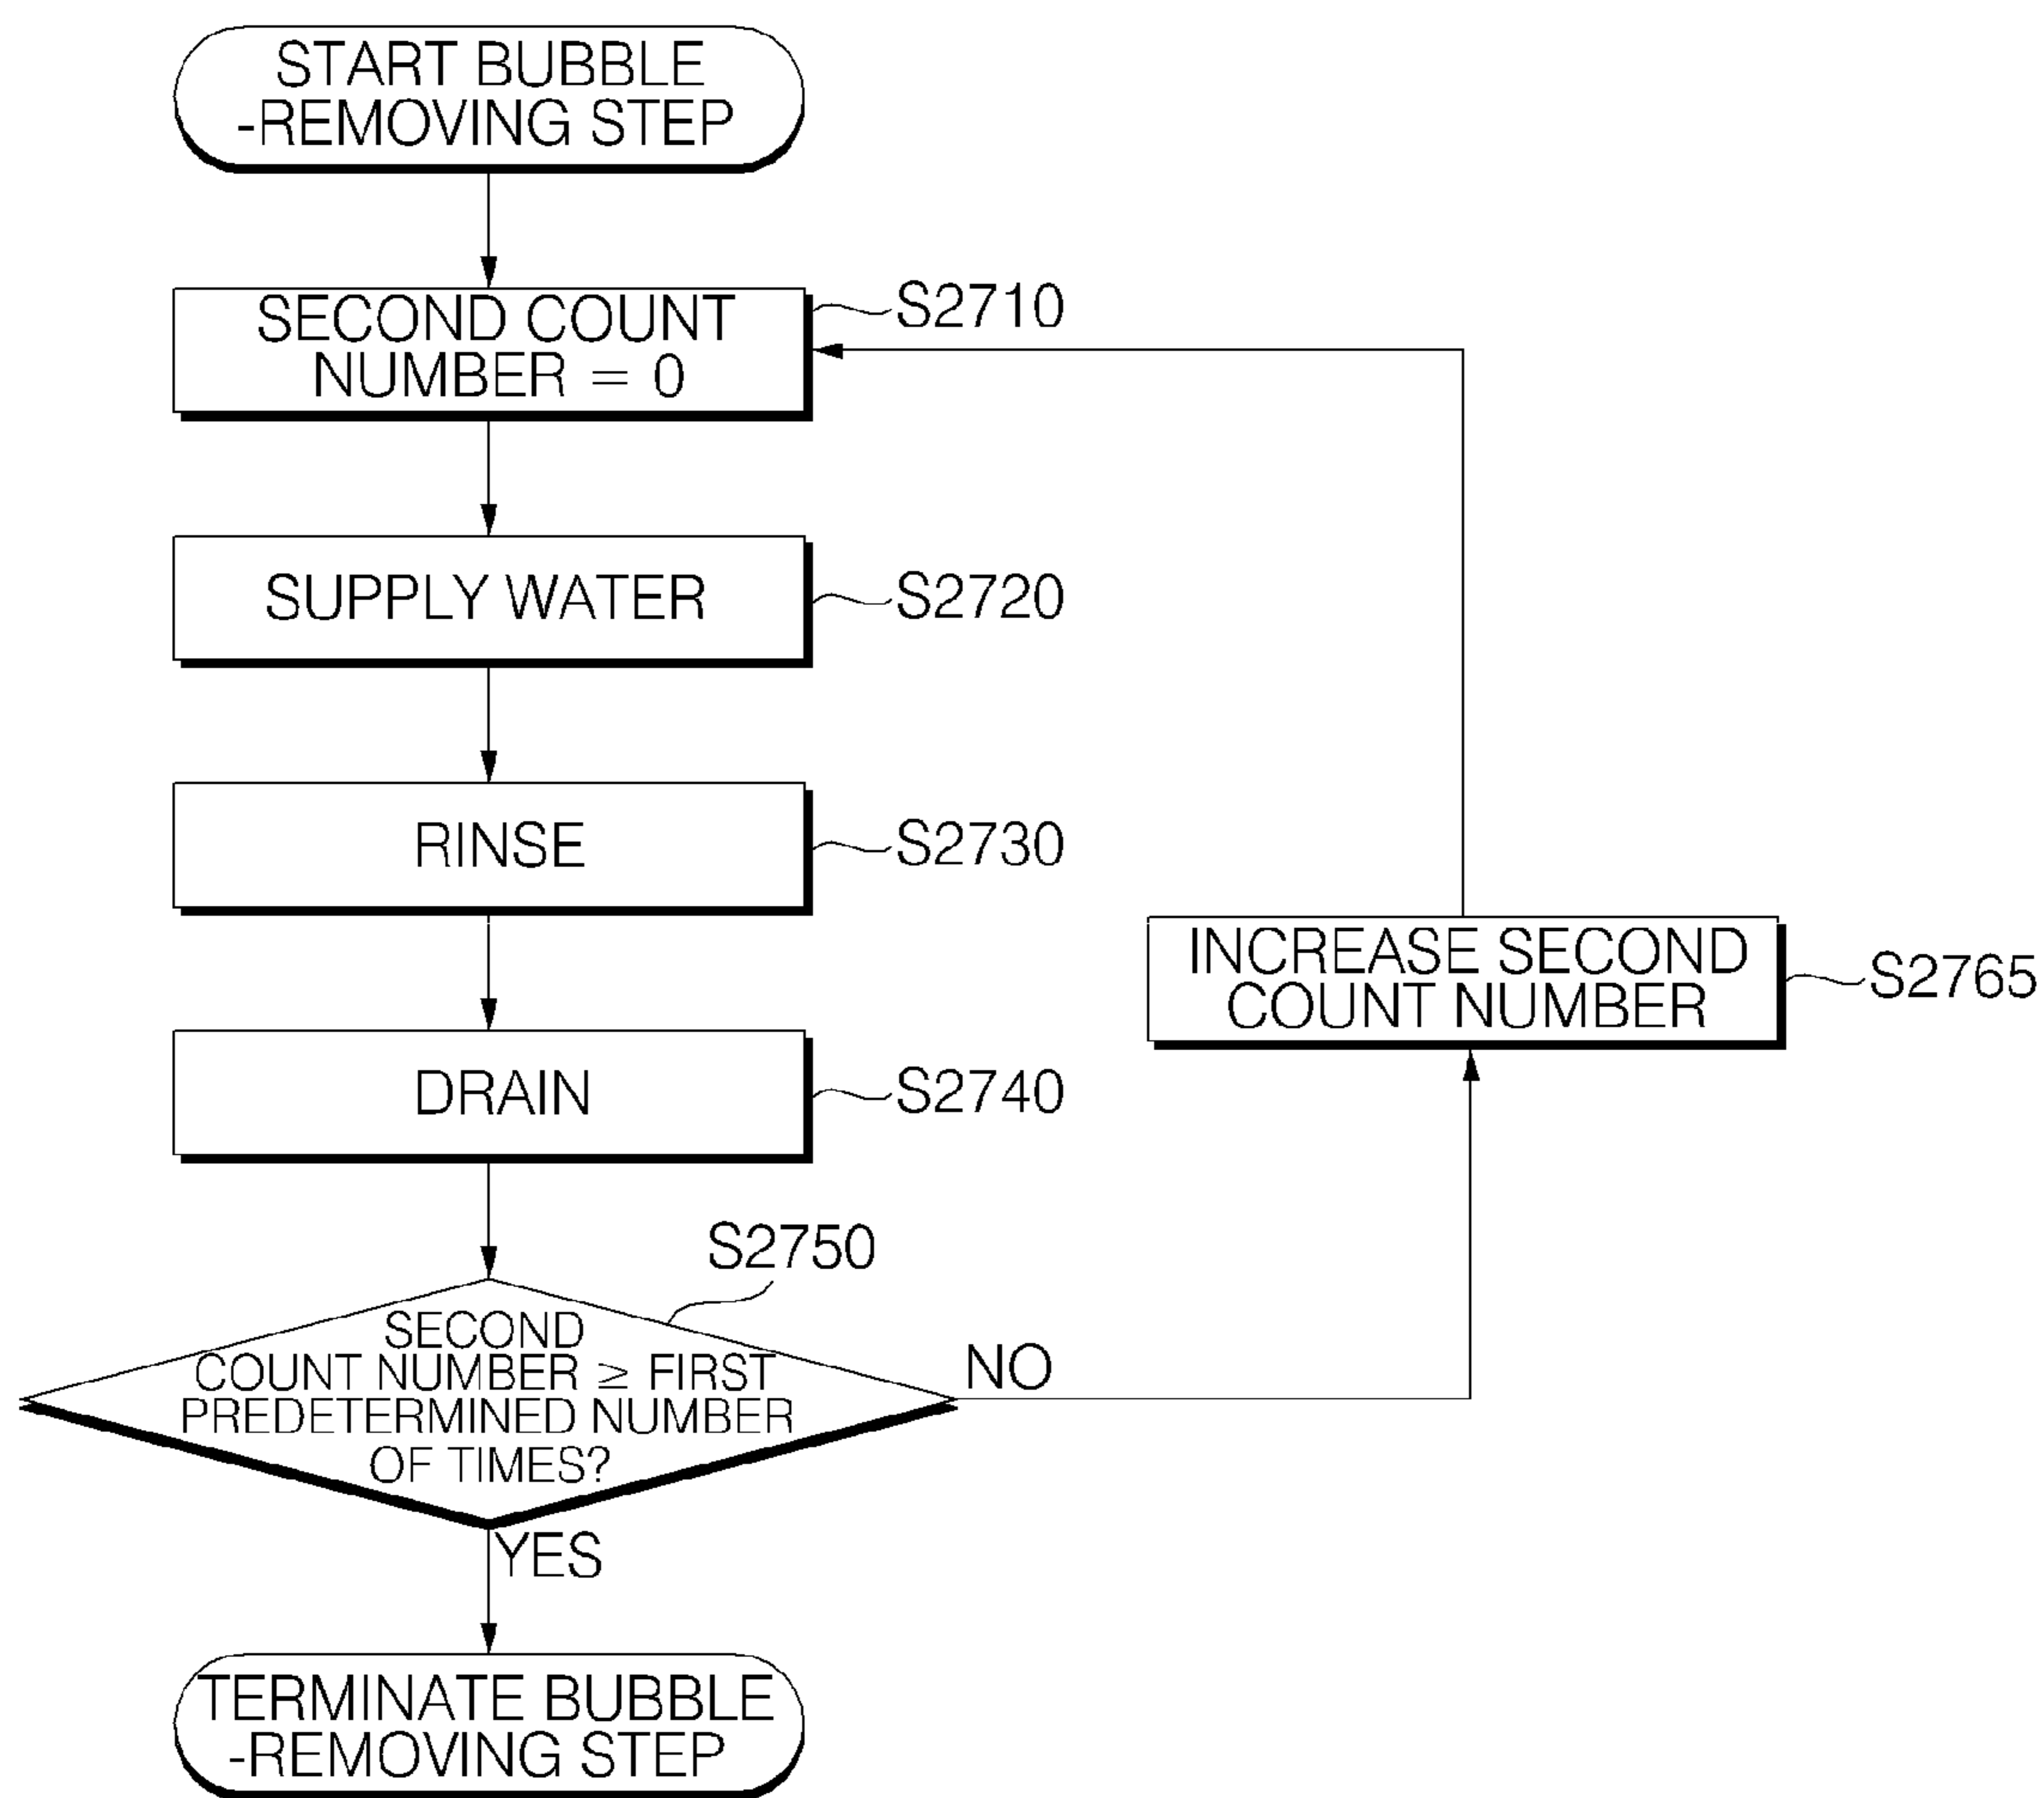 START BUBBLE
-REMOVING STEP
SECOND COUNT
NUMBER = 0
S2710
SUPPLY WATER
S2720
RINSE
S2730
INCREASE SECOND
COUNT NUMBER
S2765
DRAIN
S2740
S2750
SECOND
COUNT NUMBER ≥ FIRST
PREDETERMINED NUMBER
OF TIMES?
NO
YES
TERMINATE BUBBLE
-REMOVING STEP